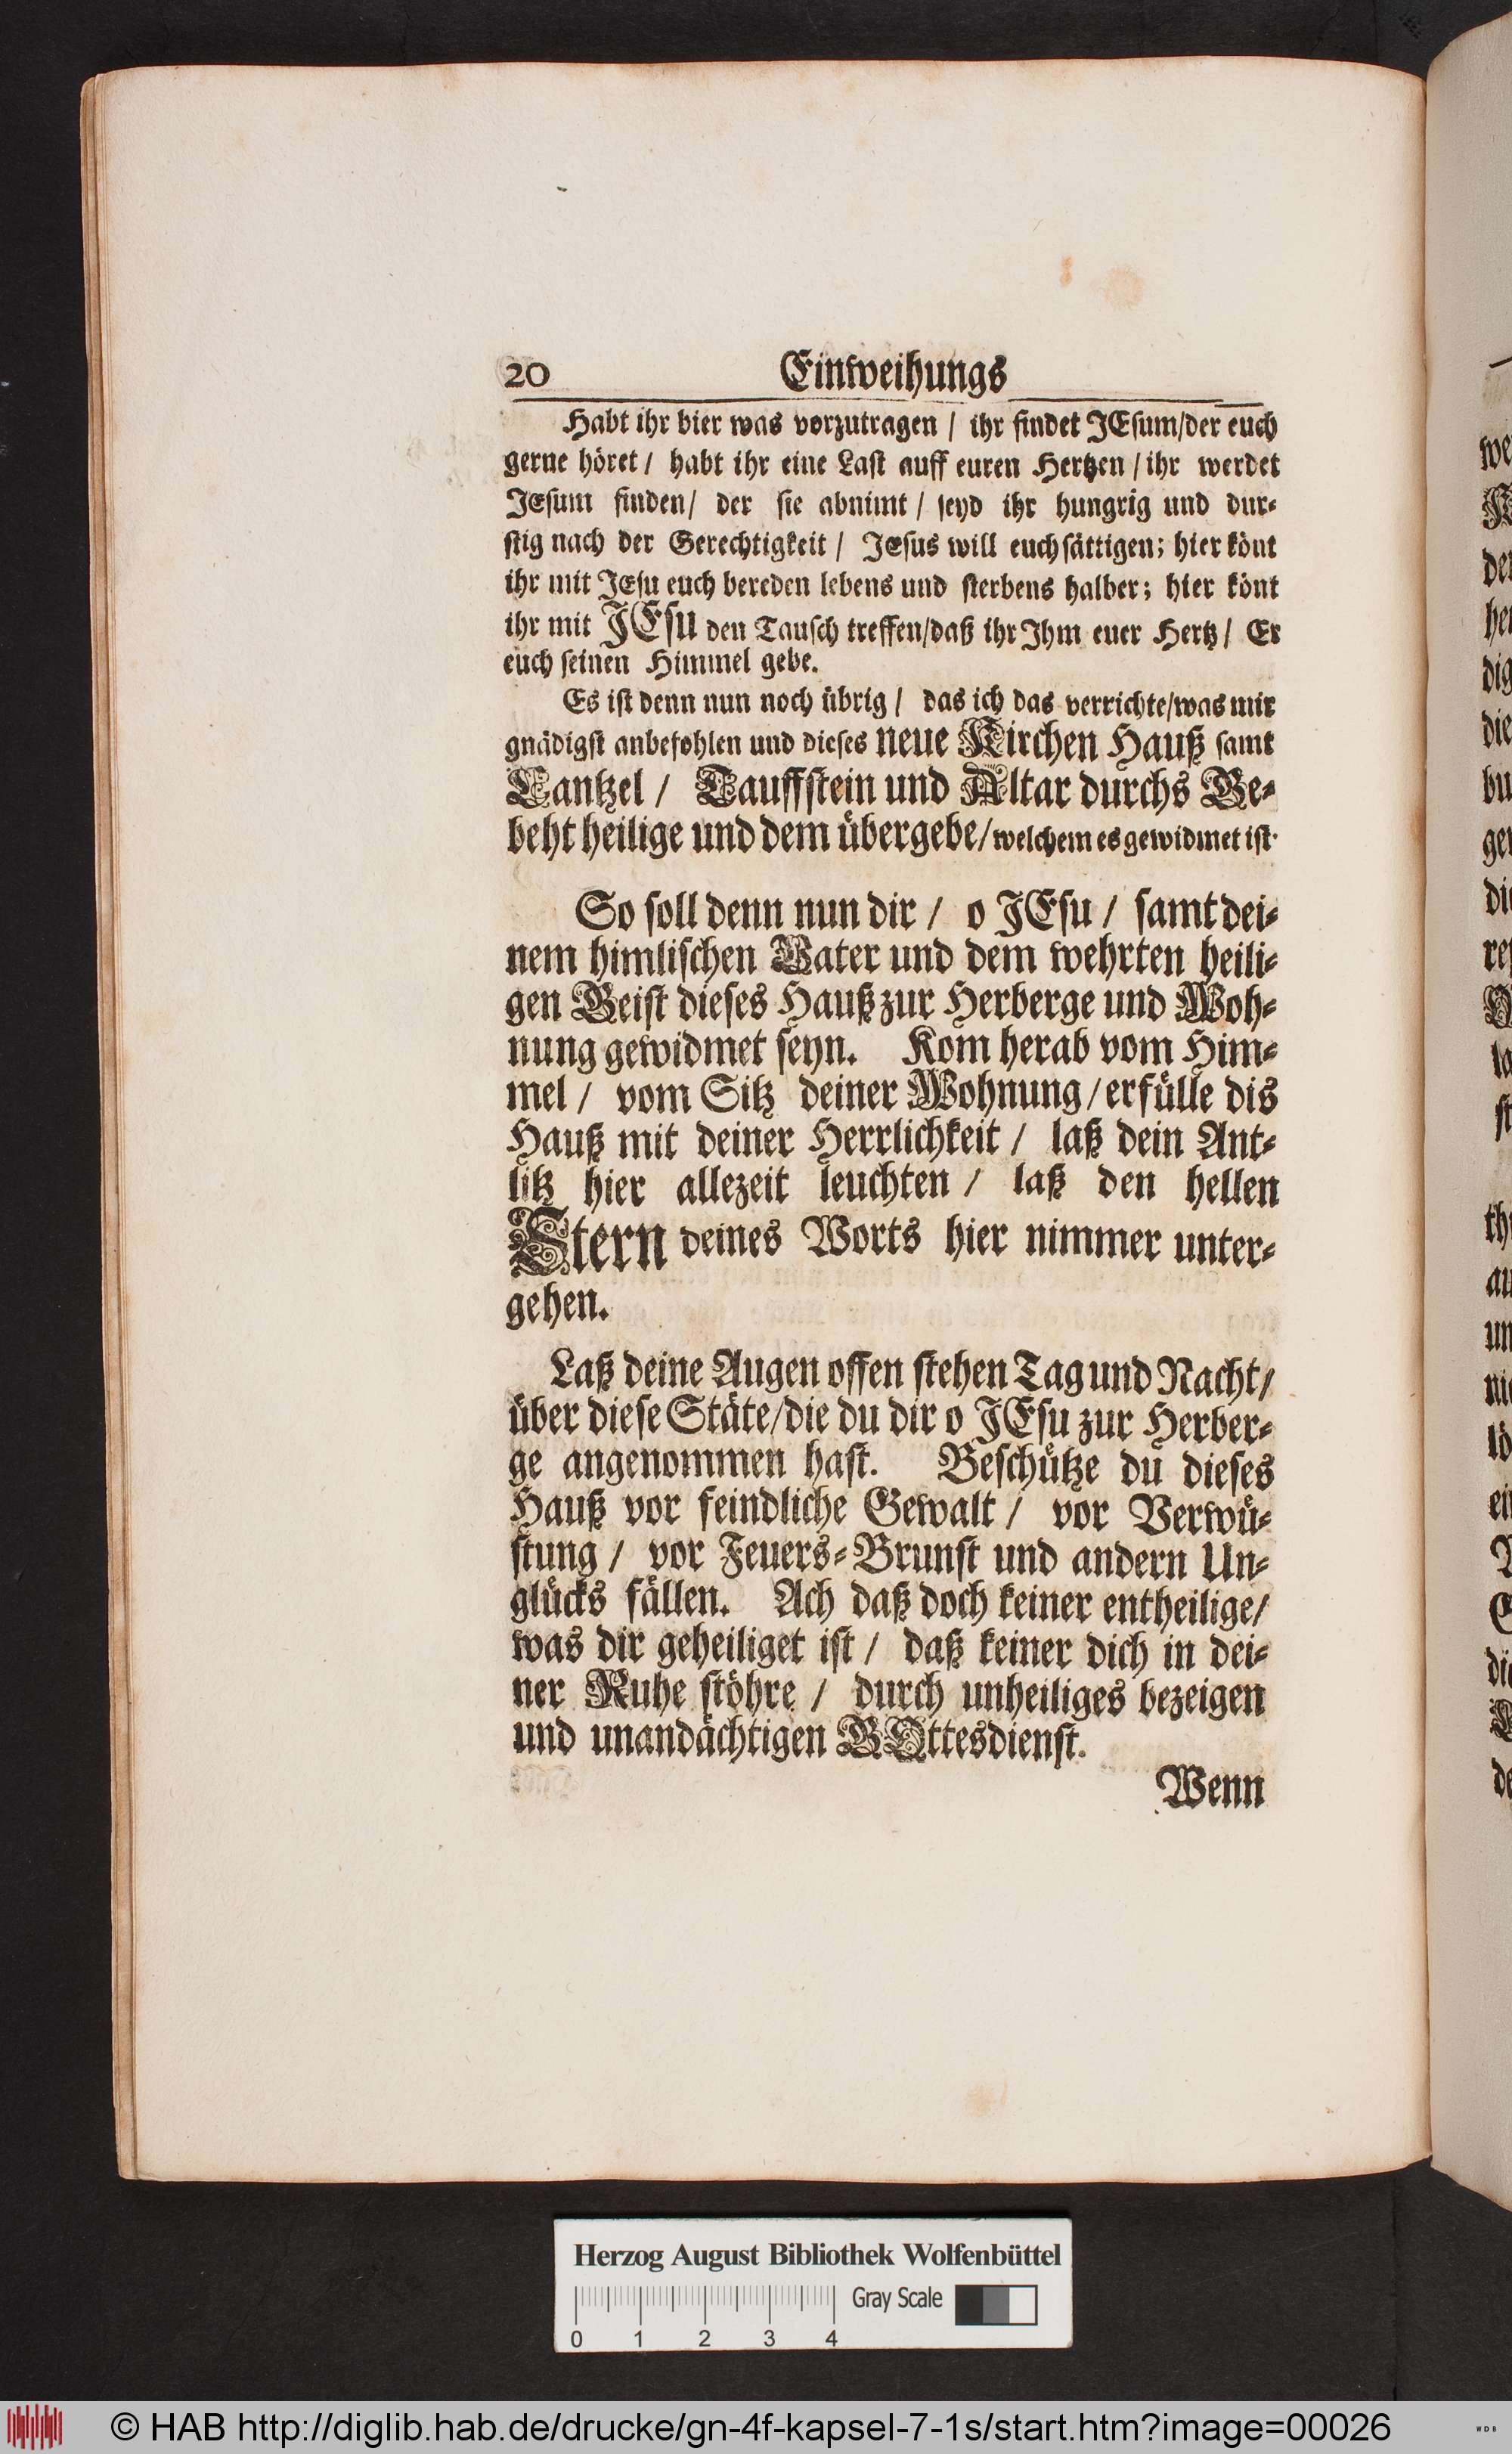 20 Einweihungs
Habt ihr hier was vorzutragen / ihr findet JEsum/der euch
gerne höret / habt ihr eine Last auff euren Hertzen / ihr werdet
JEsum finden/ der sie abnimt / seyd ihr hungrig und dur-
stig nach der Gerechtigkeit / JEsus will euch sättigen; hier könt
ihr mit JEsu euch bereden lebens und sterbens halber; hier könt
ihr mit JEsu den Tausch treffen/daß ihr Jhm euer Hertz / Er
euch seinen Himmel gebe.
Es ist denn nun noch übrig / das ich das verrichte/was mir
gnädigst anbefohlen und dieses neue Kirchen Hauß samt
Cantzel / Tauffstein und Altar durchs Ge-
beht heilige und dem übergebe/welchem es gewidmet ist.
So soll denn nun dir / o JEsu / samt dei-
nem himlischen Vater und dem wehrten heili-
gen Geist dieses Hauß zur Herberge und Woh-
nung gewidmet seyn. Kom herab vom Him-
mel / vom Sitz deiner Wohnung/erfülle dis
Hauß mit deiner Herrlichkeit / laß dein Ant-
litz hier allezeit leuchten / laß den hellen
Stern deines Worts hier nimmer unter-
gehen.
Laß deine Augen offen stehen Tag und Nacht/
über diese Stäte/die du dir o JEsu zur Herber-
ge angenommen hast. Beschütze du dieses
Hauß vor feindliche Gewalt / vor Verwü-
stung / vor Feuers-Brunst und andern Un-
glücks fällen. Ach daß doch keiner entheilige/
was dir geheiliget ist / daß keiner dich in dei-
ner Ruhe stöhre / durch unheiliges bezeigen
und unandächtigen GOttesdienst.
Wenn
Herzog August Bibliothek Wolfenbüttel
Gray Scale
0 1 2 3 4
© HAB http://diglib.hab.de/drucke/gn-4f-kapsel-7-1s/start.htm?image=00026